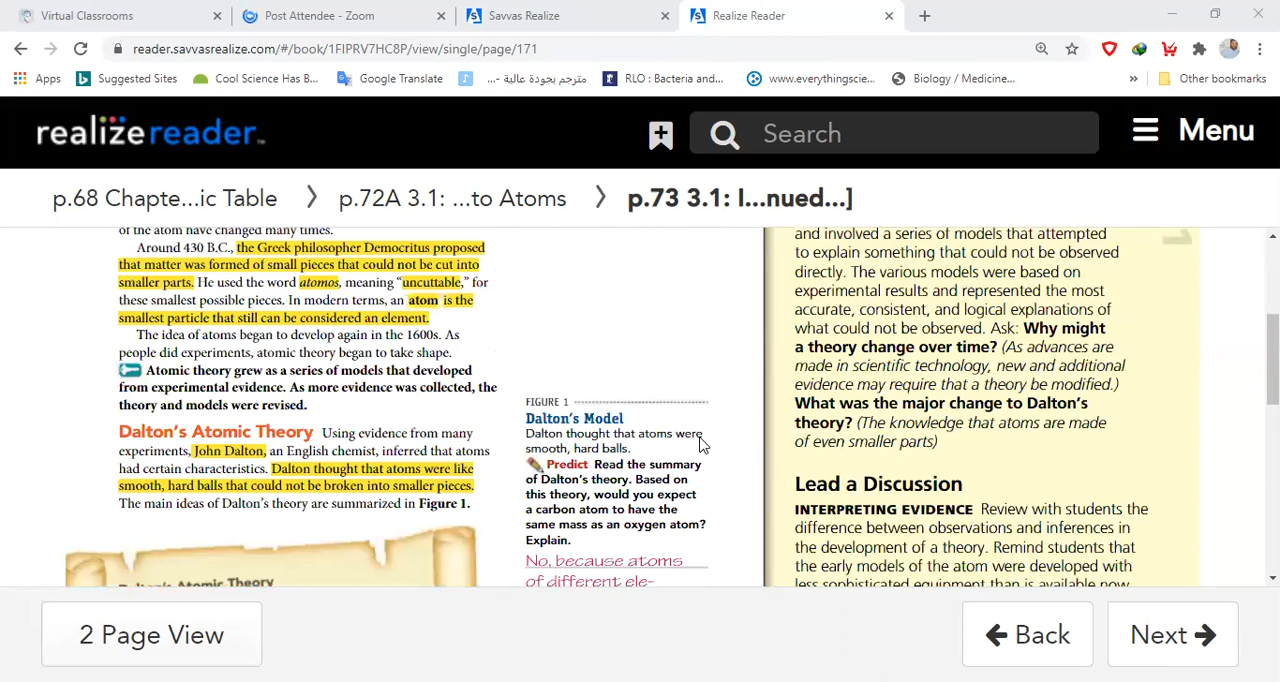 Virtual Classrooms
Post Attendee - Zoom
Savvas Realize
Realize Reader
reader.savvasrealize.com/#/book/1FIPRV7HC8P/view/single/page/171
Apps
Suggested Sites
Cool Science Has B...
Google Translate
مترجم بجودة عالية -...
RLO : Bacteria and...
www.everythingscie...
Biology / Medicine...
»
Other bookmarks
realize reader
Search
Menu
p.68 Chapte...ic Table
p.72A 3.1: ...to Atoms
p.73 3.1: I...nued...]
of the atom have changed many times.
Around 430 B.C., the Greek philosopher Democritus proposed
that matter was formed of small pieces that could not be cut into
smaller parts. He used the word atomos, meaning “uncuttable,” for
these smallest possible pieces. In modern terms, an atom is the
smallest particle that still can be considered an element.
The idea of atoms began to develop again in the 1600s. As
people did experiments, atomic theory began to take shape.
Atomic theory grew as a series of models that developed
from experimental evidence. As more evidence was collected, the
theory and models were revised.
Dalton's Atomic Theory Using evidence from many
experiments, John Dalton, an English chemist, inferred that atoms
had certain characteristics. Dalton thought that atoms were like
smooth, hard balls that could not be broken into smaller pieces.
The main ideas of Dalton's theory are summarized in Figure 1.
Dalton's Atomic Theory
FIGURE 1
Dalton's Model
Dalton thought that atoms were
smooth, hard balls.
Predict Read the summary
of Dalton's theory. Based on
this theory, would you expect
a carbon atom to have the
same mass as an oxygen atom?
Explain.
No, because atoms
of different ele-
and involved a series of models that attempted
to explain something that could not be observed
directly. The various models were based on
experimental results and represented the most
accurate, consistent, and logical explanations of
what could not be observed. Ask: Why might
a theory change over time? (As advances are
made in scientific technology, new and additional
evidence may require that a theory be modified.)
What was the major change to Dalton's
theory? (The knowledge that atoms are made
of even smaller parts)
Lead a Discussion
INTERPRETING EVIDENCE Review with students the
difference between observations and inferences in
the development of a theory. Remind students that
the early models of the atom were developed with
less sophisticated equipment than is available now.
2 Page View
Back
Next